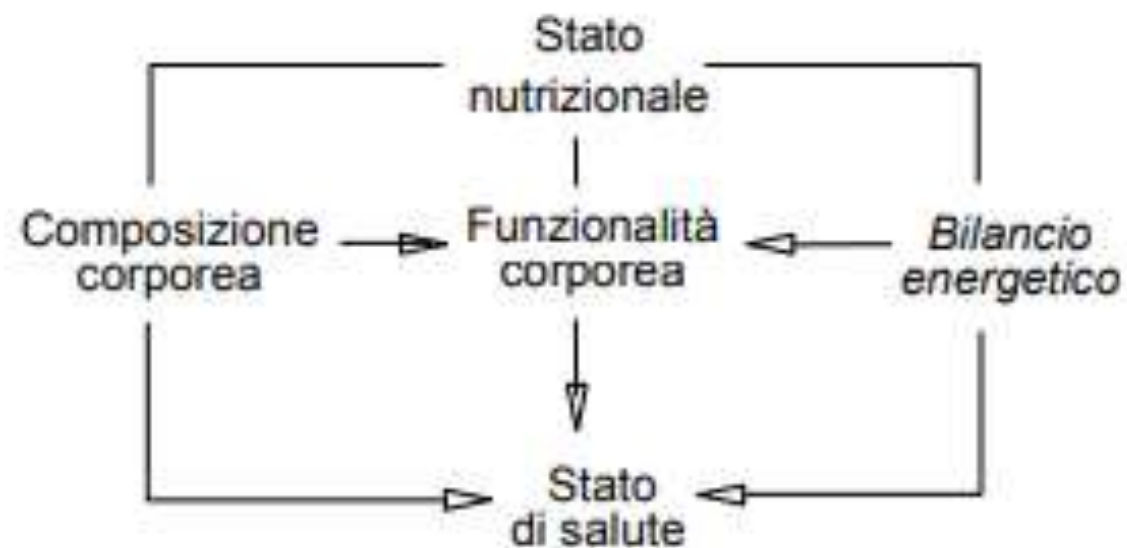 Stato
nutrizionale
Composizione
corporea
Funzionalità
corporea
Bilancio
energetico
Stato
di salute